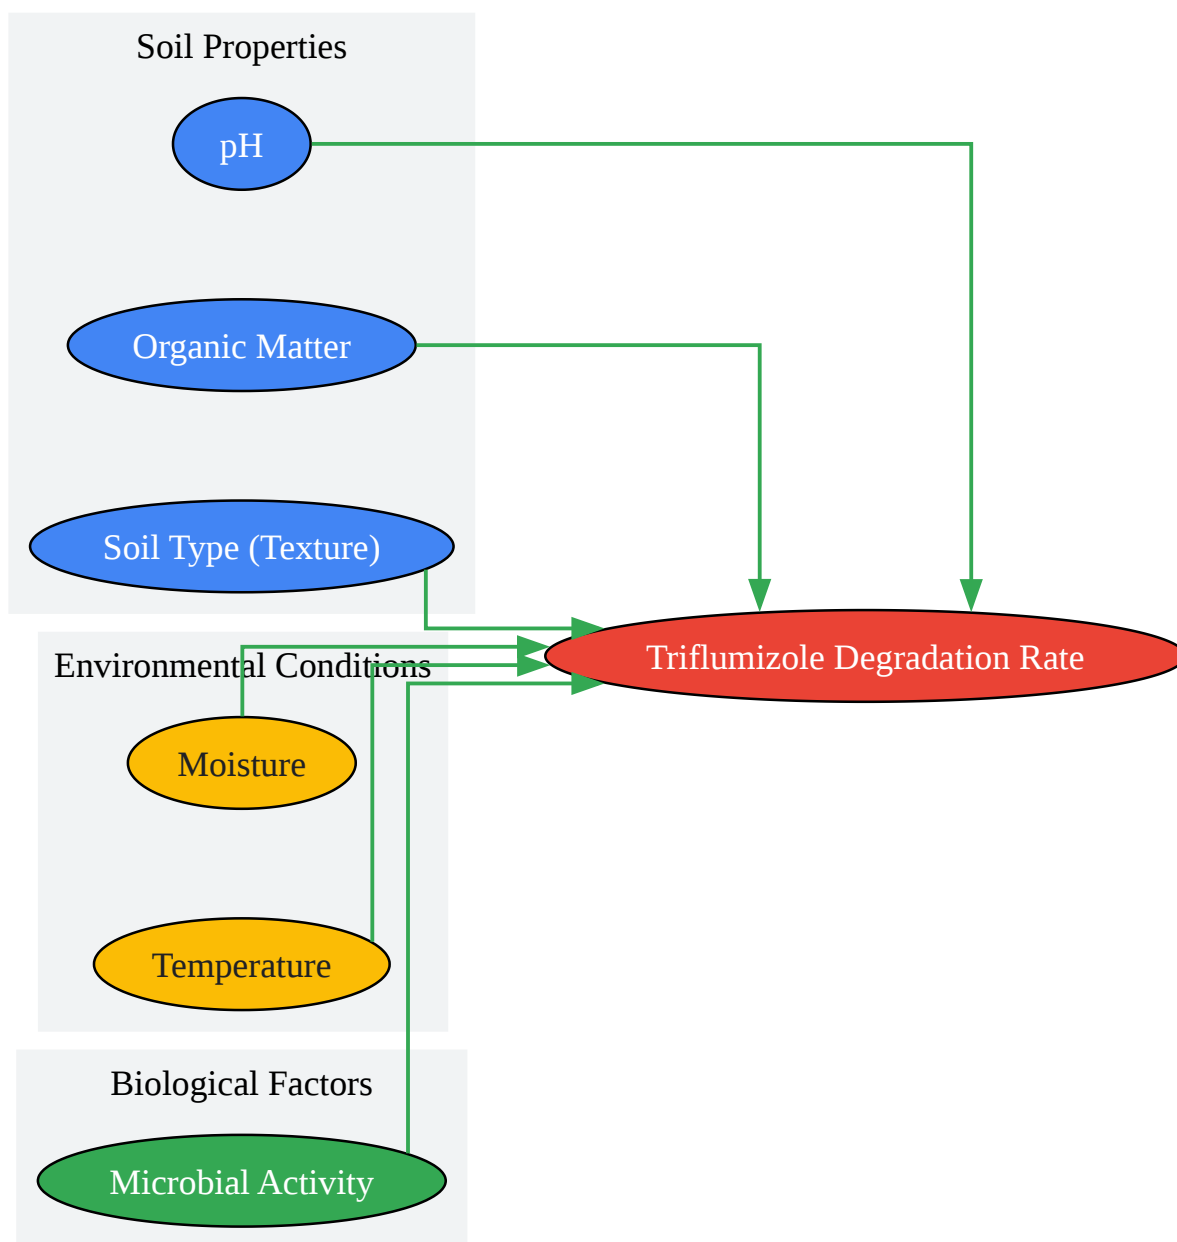 Soil Properties
pH
Organic Matter
Soil Type (Texture)
Environmental Conditions
Triflumizole Degradation Rate
Moisture
Temperature
Biological Factors
Microbial Activity